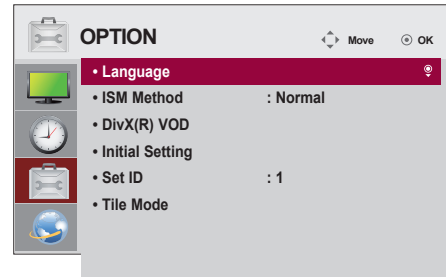 OPTION Move OK
• Language
• ISM Method : Normal
• DivX(R) VOD
• Initial Setting
• Set ID : 1
• Tile Mode